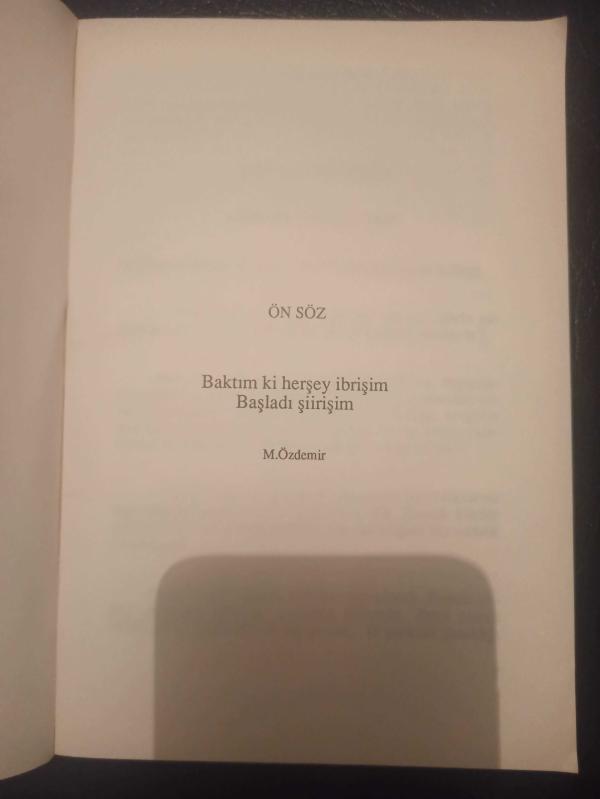 ÖN SÖZ
Baktım ki herşey ibrişim
Başladı şiirişim
M.Özdemir